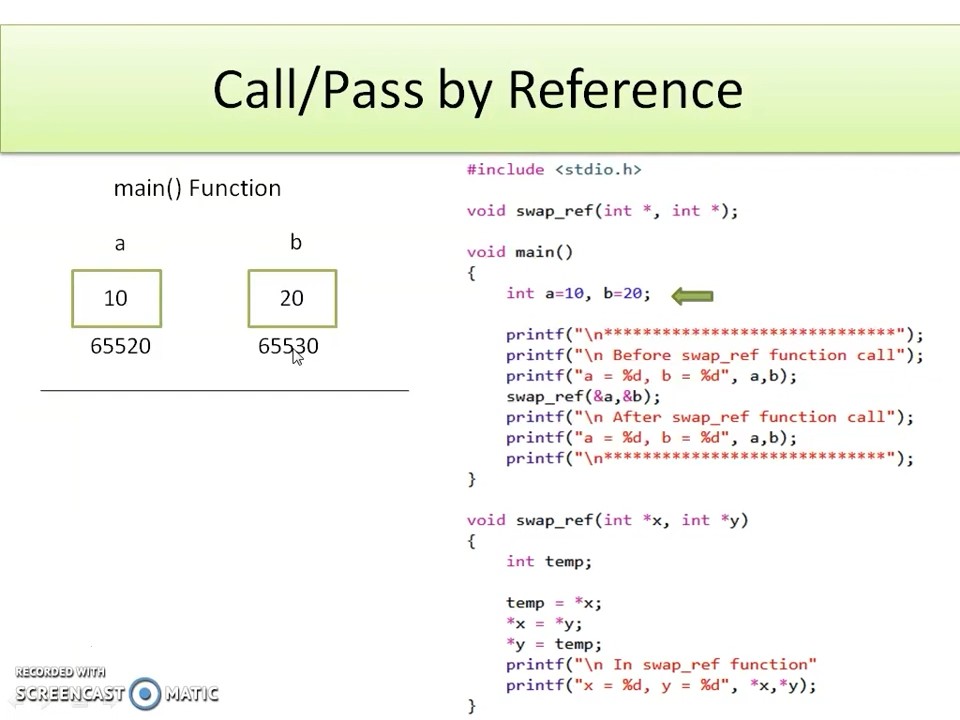 Call/Pass by Reference
main() Function
a b
10 20
65520 65530
#include <stdio.h>
void swap_ref(int *, int *);
void main()
{
int a=10, b=20;
printf("\n******************************");
printf("\n Before swap_ref function call");
printf("a = %d, b = %d", a,b);
swap_ref(&a,&b);
printf("\n After swap_ref function call");
printf("a = %d, b = %d", a,b);
printf("\n*****************************");
}
void swap_ref(int *x, int *y)
{
int temp;
temp = *x;
*x = *y;
*y = temp;
printf("\n In swap_ref function"
printf("x = %d, y = %d", *x,*y);
}
RECORDED WITH
SCREENCAST MATIC